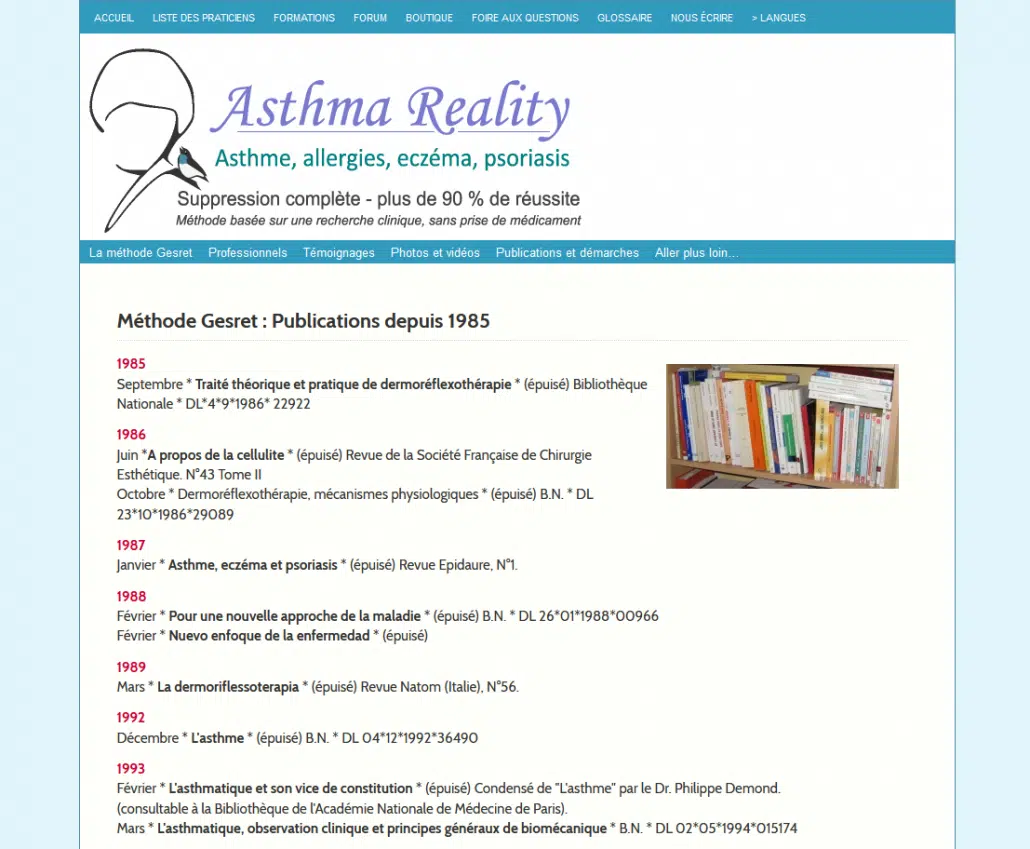 ACCUEIL LISTE DES PRATICIENS FORMATIONS FORUM BOUTIQUE FOIRE AUX QUESTIONS GLOSSAIRE NOUS ÉCRIRE > LANGUES
Asthma Reality
Asthme, allergies, eczéma, psoriasis
Suppression complète - plus de 90 % de réussite
Méthode basée sur une recherche clinique, sans prise de médicament
La méthode Gesret Professionnels Témoignages Photos et vidéos Publications et démarches Aller plus loin...
Méthode Gesret : Publications depuis 1985
1985
Septembre * Traité théorique et pratique de dermoréflexothérapie * (épuisé) Bibliothèque
Nationale * DL*4*9*1986* 22922
1986
Juin *A propos de la cellulite * (épuisé) Revue de la Société Française de Chirurgie
Esthétique. N°43 Tome II
Octobre * Dermoréflexothérapie, mécanismes physiologiques * (épuisé) B.N. * DL
23*10*1986*29089
1987
Janvier * Asthme, eczéma et psoriasis * (épuisé) Revue Epidaure, N°1.
1988
Février * Pour une nouvelle approche de la maladie * (épuisé) B.N. * DL 26*01*1988*00966
Février * Nuevo enfoque de la enfermedad * (épuisé)
1989
Mars * La dermoriflessoterapia * (épuisé) Revue Natom (Italie), N°56.
1992
Décembre * L'asthme * (épuisé) B.N. * DL 04*12*1992*36490
1993
Février * L'asthmatique et son vice de constitution * (épuisé) Condensé de "L'asthme" par le Dr. Philippe Demond.
(consultable à la Bibliothèque de l'Académie Nationale de Médecine de Paris).
Mars * L'asthmatique, observation clinique et principes généraux de biomécanique * B.N. * DL 02*05*1994*015174